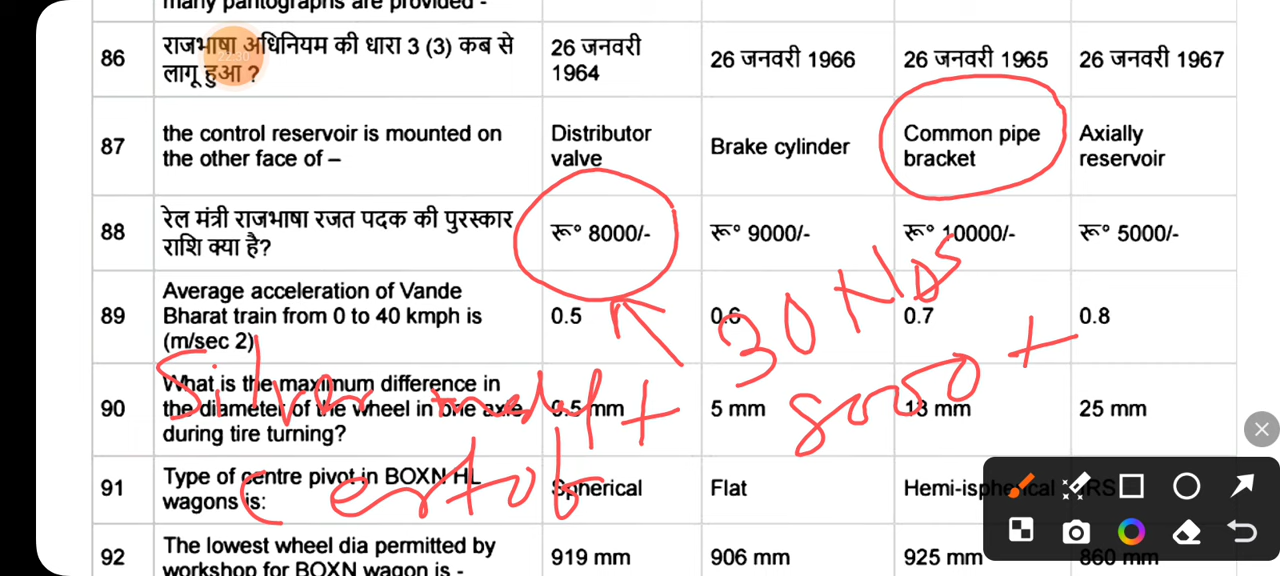 many pantographs are provided -
86 राजभाषा अधिनियम की धारा 3 (3) कब से लागू हुआ ? 26 जनवरी 1964 26 जनवरी 1966 26 जनवरी 1965 26 जनवरी 1967
22:30
87 the control reservoir is mounted on the other face of – Distributor valve Brake cylinder Common pipe bracket Axially reservoir
88 रेल मंत्री राजभाषा रजत पदक की पुरस्कार राशि क्या है? रू° 8000/- रू° 9000/- रू° 10000/- रू° 5000/-
30 Nos
89 Average acceleration of Vande Bharat train from 0 to 40 kmph is (m/sec 2) 0.5 0.6 0.7 0.8
8000 +
Silver medl +
90 What is the maximum difference in the diameter of the wheel in one axle during tire turning? 0.5 mm 5 mm 13 mm 25 mm
91 Type of centre pivot in BOXN HL wagons is: Spherical Flat Hemi-ispherical IRS
92 The lowest wheel dia permitted by workshop for BOXN wagon is - 919 mm 906 mm 925 mm 860 mm